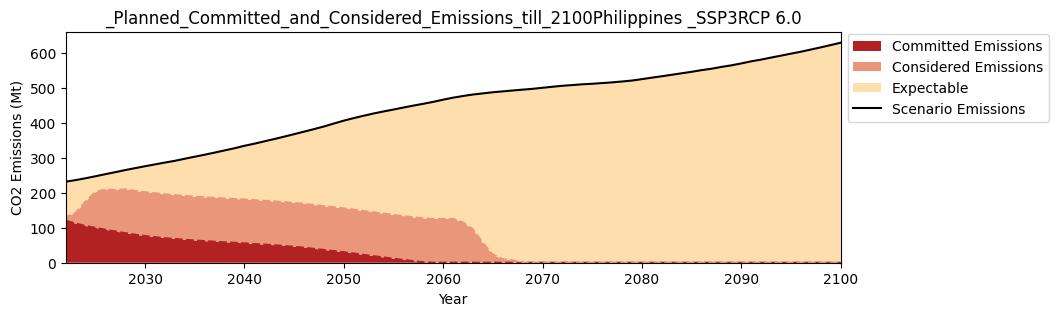 _Planned_Committed_and_Considered_Emissions_till_2100Philippines _SSP3RCP 6.0
CO2 Emissions (Mt)
600
500
400
300
200
100
0
2030 2040 2050 2060 2070 2080 2090 2100
Year
Committed Emissions
Considered Emissions
Expectable
Scenario Emissions